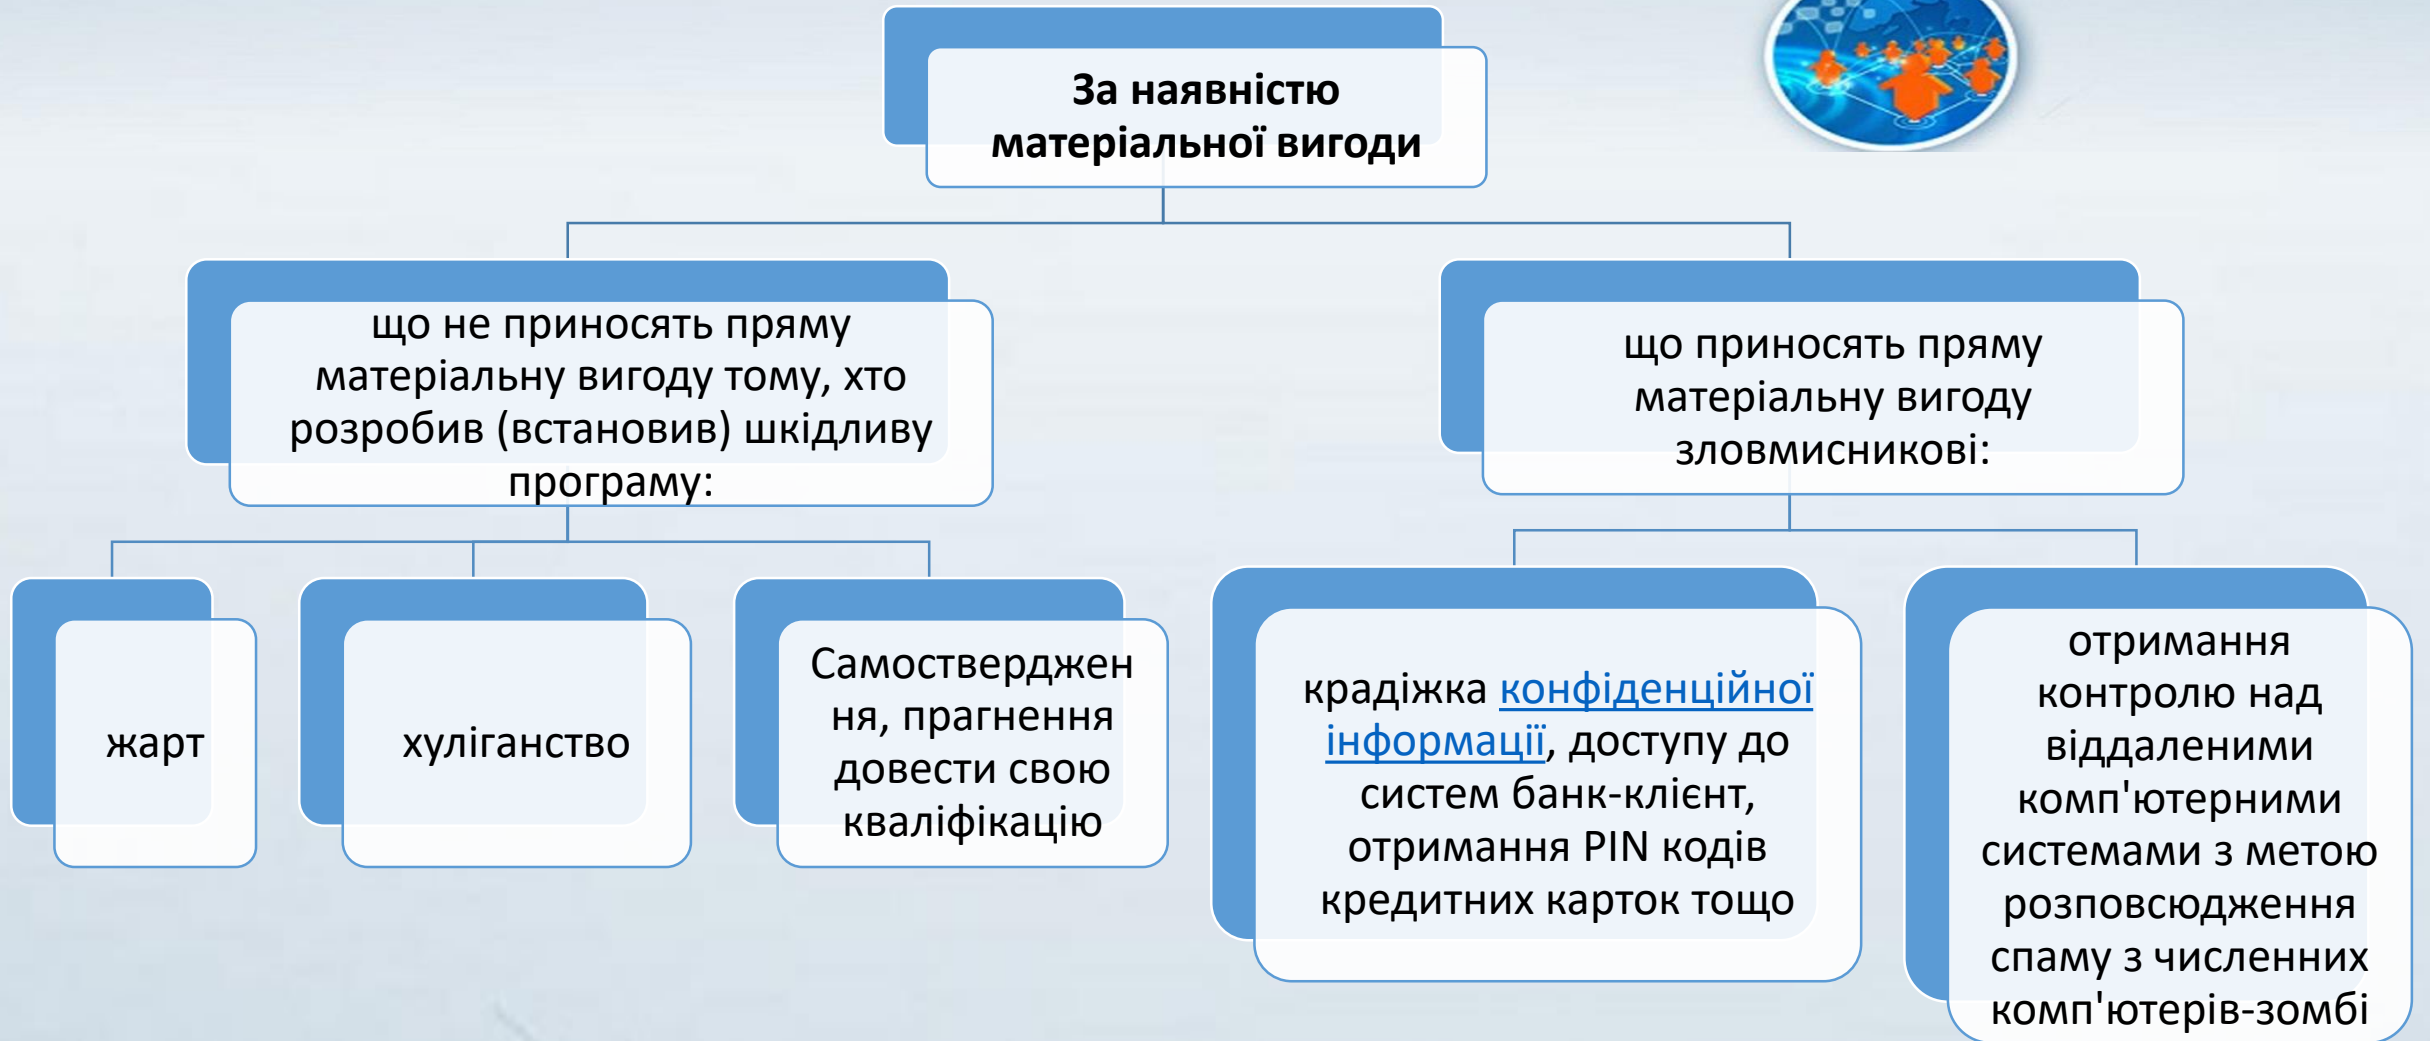 За наявністю
матеріальної вигоди
що не приносять пряму
матеріальну вигоду тому, хто
розробив (встановив) шкідливу
програму:
що приносять пряму
матеріальну вигоду
зловмисникові:
жарт
хуліганство
Самостверджен
ня, прагнення
довести свою
кваліфікацію
крадіжка конфіденційної
інформації, доступу до
систем банк-клієнт,
отримання PIN кодів
кредитних карток тощо
отримання
контролю над
віддаленими
комп'ютерними
системами з метою
розповсюдження
спаму з численних
комп'ютерів-зомбі